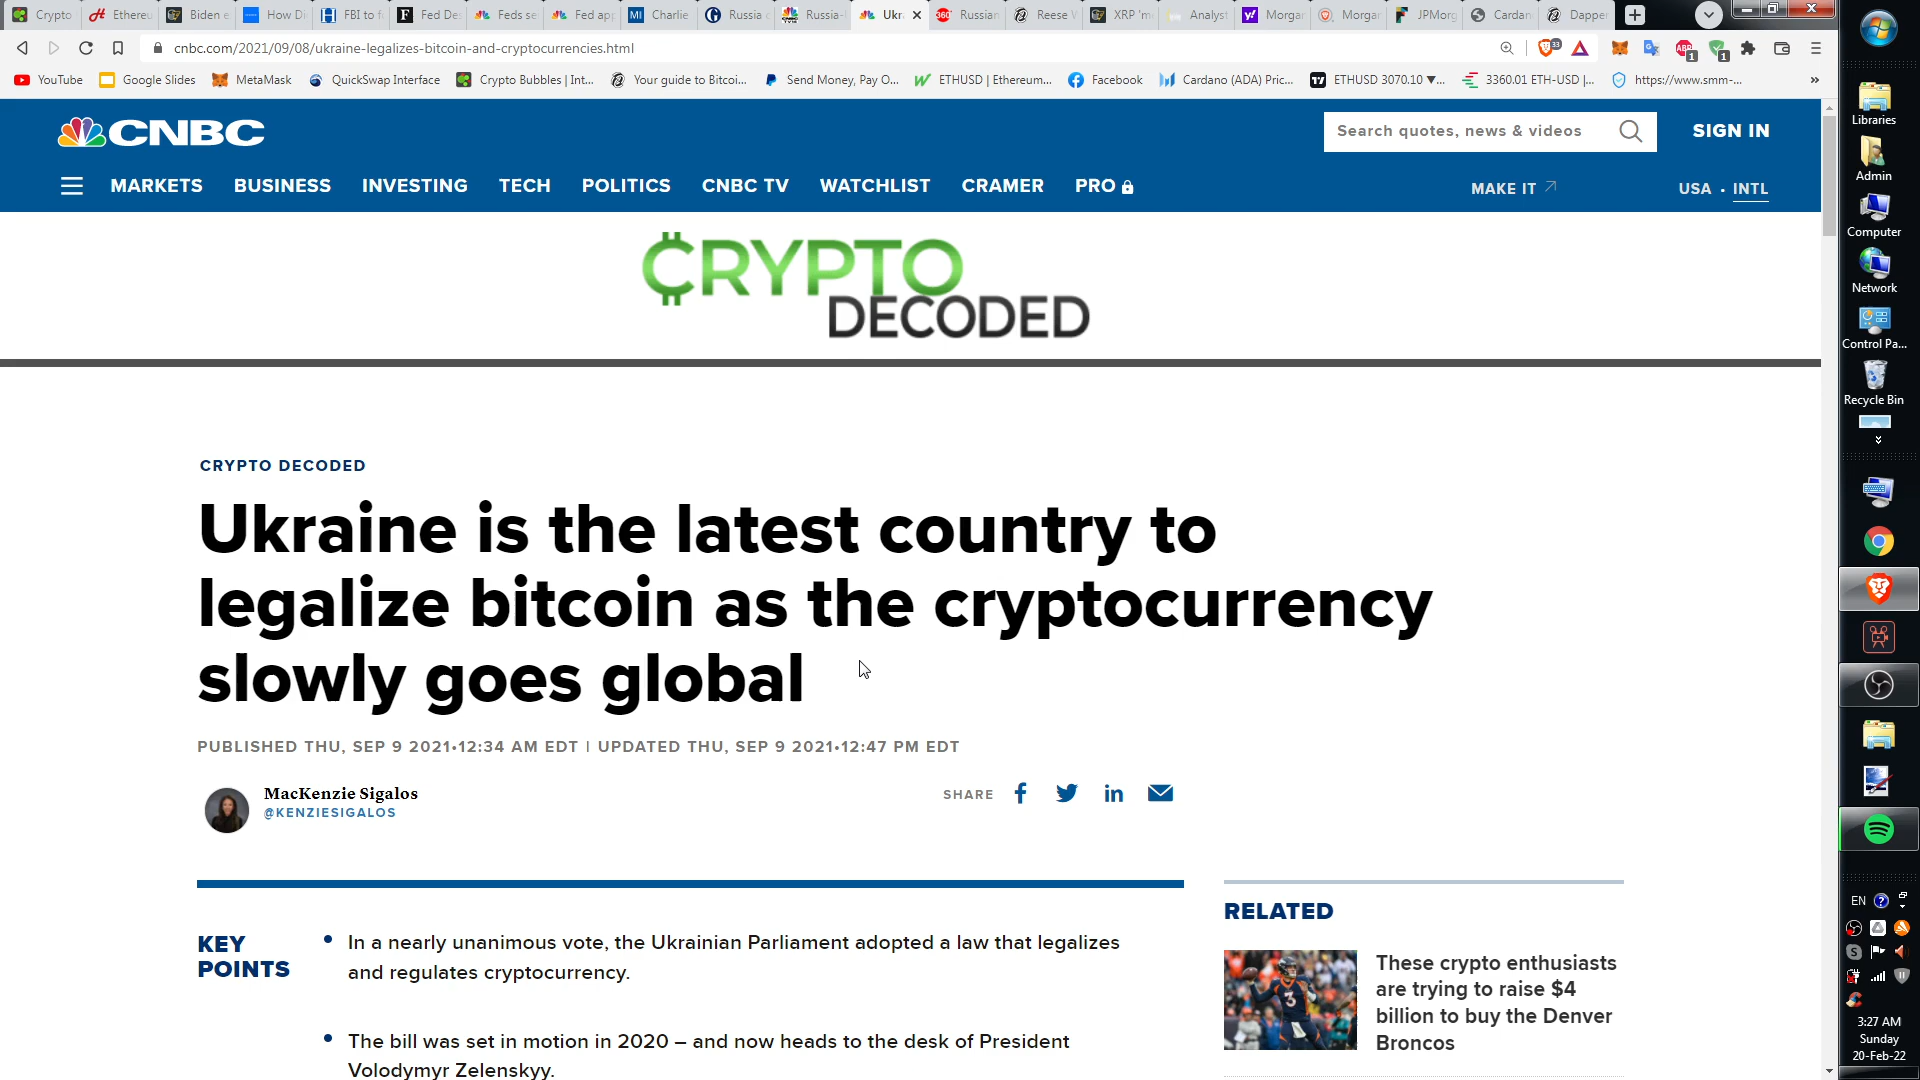 Crypto
Ethereu
Biden e
How Di
FBI to f
Fed De
Feds se
Fed app
Charlie
Russia
Russia-
Ukr
Russian
Reese W
XRP 'm
Analyst
Morgan
Morgan
JPMorg
Cardan
Dapper
cnbc.com/2021/09/08/ukraine-legalizes-bitcoin-and-cryptocurrencies.html
YouTube
Google Slides
MetaMask
QuickSwap Interface
Crypto Bubbles | Int...
Your guide to Bitcoi...
Send Money, Pay O...
ETHUSD | Ethereum...
Facebook
Cardano (ADA) Pric...
ETHUSD 3070.10 ▼...
3360.01 ETH-USD |...
https://www.smm-...
»
CNBC
Search quotes, news & videos
SIGN IN
MARKETS BUSINESS INVESTING TECH POLITICS CNBC TV WATCHLIST CRAMER PRO
MAKE IT
USA • INTL
CRYPTO
DECODED
CRYPTO DECODED
Ukraine is the latest country to
legalize bitcoin as the cryptocurrency
slowly goes global
PUBLISHED THU, SEP 9 2021•12:34 AM EDT | UPDATED THU, SEP 9 2021•12:47 PM EDT
MacKenzie Sigalos
@KENZIESIGALOS
SHARE
KEY
POINTS
• In a nearly unanimous vote, the Ukrainian Parliament adopted a law that legalizes
and regulates cryptocurrency.
• The bill was set in motion in 2020 – and now heads to the desk of President
Volodymyr Zelenskyy.
RELATED
These crypto enthusiasts
are trying to raise $4
billion to buy the Denver
Broncos
Libraries
Admin
Computer
Network
Control Pa...
Recycle Bin
EN
3:27 AM
Sunday
20-Feb-22